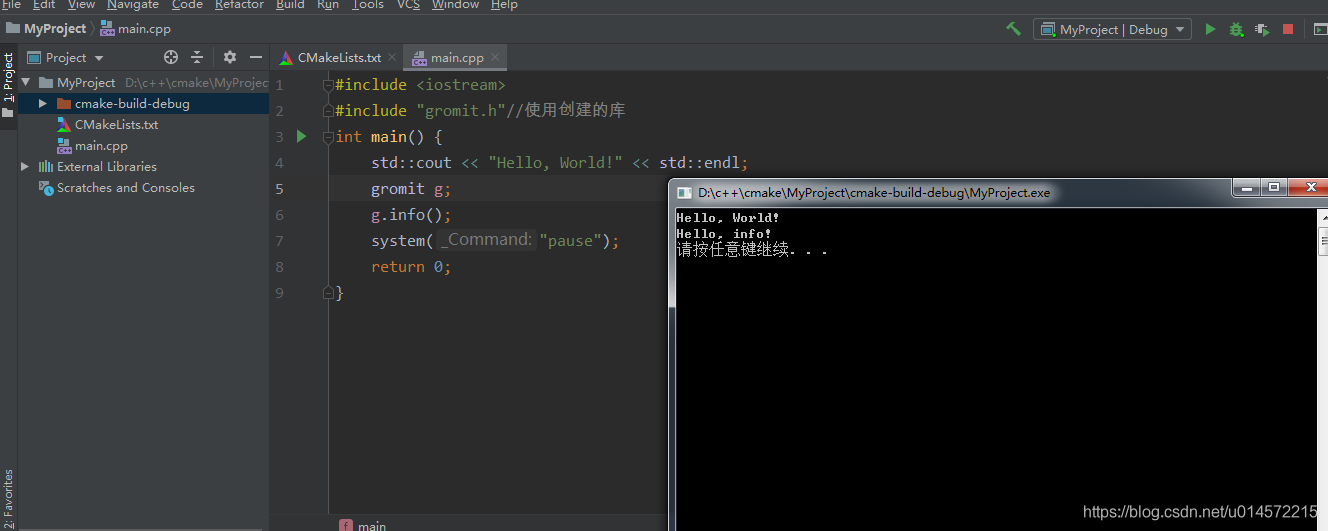 File Edit View Navigate Code Refactor Build Run Tools VCS Window Help
MyProject main.cpp MyProject | Debug
1: Project
Project CMakeLists.txt main.cpp
MyProject D:\c++\cmake\MyProjec
cmake-build-debug
CMakeLists.txt
main.cpp
External Libraries
Scratches and Consoles
1 #include <iostream>
2 #include "gromit.h"//使用创建的库
3 int main() {
4 std::cout << "Hello, World!" << std::endl;
5 gromit g;
6 g.info();
7 system( _Command: "pause");
8 return 0;
9 }
D:\c++\cmake\MyProject\cmake-build-debug\MyProject.exe
Hello, World!
Hello, info!
请按任意键继续. . .
2: Favorites
f main
https://blog.csdn.net/u014572215